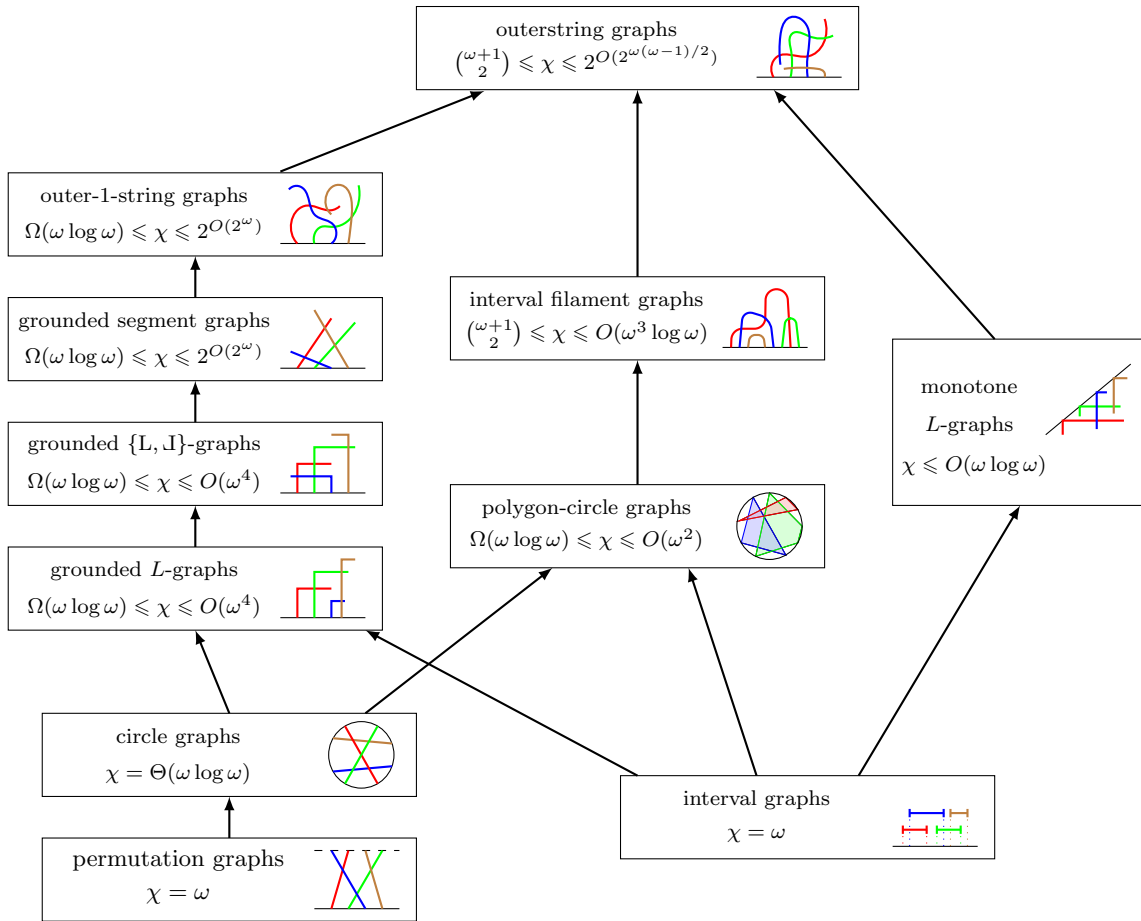 outerstring graphs
$\binom{\omega+1}{2} \leqslant \chi \leqslant 2^{O(2^{\omega(\omega-1)/2})}$
outer-1-string graphs
$\Omega(\omega \log \omega) \leqslant \chi \leqslant 2^{O(2^{\omega})}$
interval filament graphs
$\binom{\omega+1}{2} \leqslant \chi \leqslant O(\omega^3 \log \omega)$
grounded segment graphs
$\Omega(\omega \log \omega) \leqslant \chi \leqslant 2^{O(2^{\omega})}$
monotone
L-graphs
$\chi \leqslant O(\omega \log \omega)$
grounded {L, ⅃}-graphs
$\Omega(\omega \log \omega) \leqslant \chi \leqslant O(\omega^4)$
polygon-circle graphs
$\Omega(\omega \log \omega) \leqslant \chi \leqslant O(\omega^2)$
grounded L-graphs
$\Omega(\omega \log \omega) \leqslant \chi \leqslant O(\omega^4)$
circle graphs
$\chi = \Theta(\omega \log \omega)$
interval graphs
$\chi = \omega$
permutation graphs
$\chi = \omega$